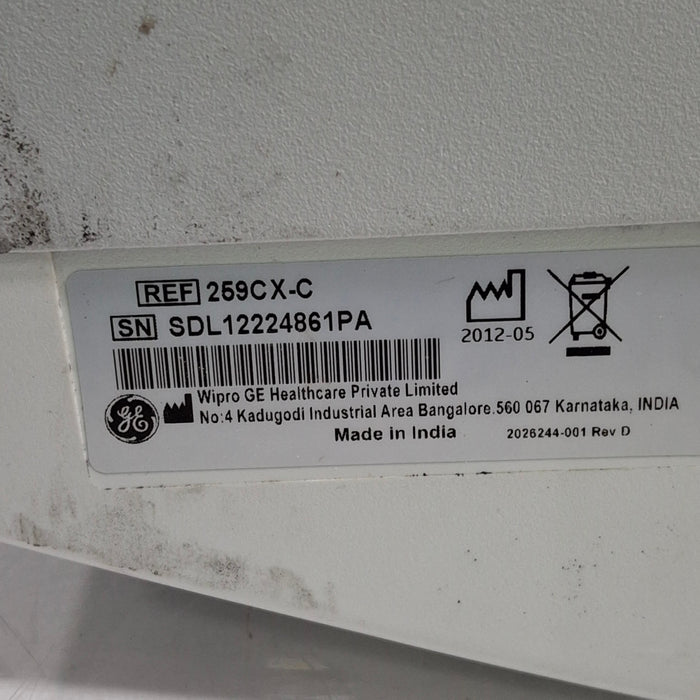 REF 259CX-C
SN SDL12224861PA
2012-05
GE
Wipro GE Healthcare Private Limited
No:4 Kadugodi Industrial Area Bangalore.560 067 Karnataka, INDIA
Made in India
2026244-001 Rev D